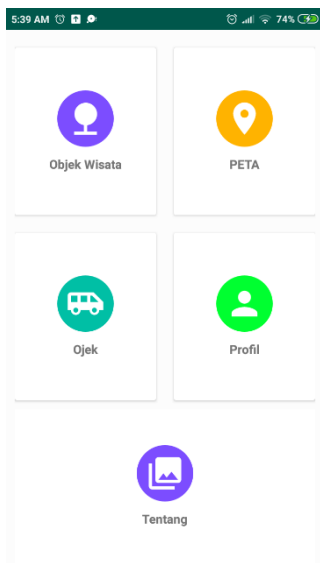 5:39 AM 74%
Objek Wisata
PETA
Ojek
Profil
Tentang